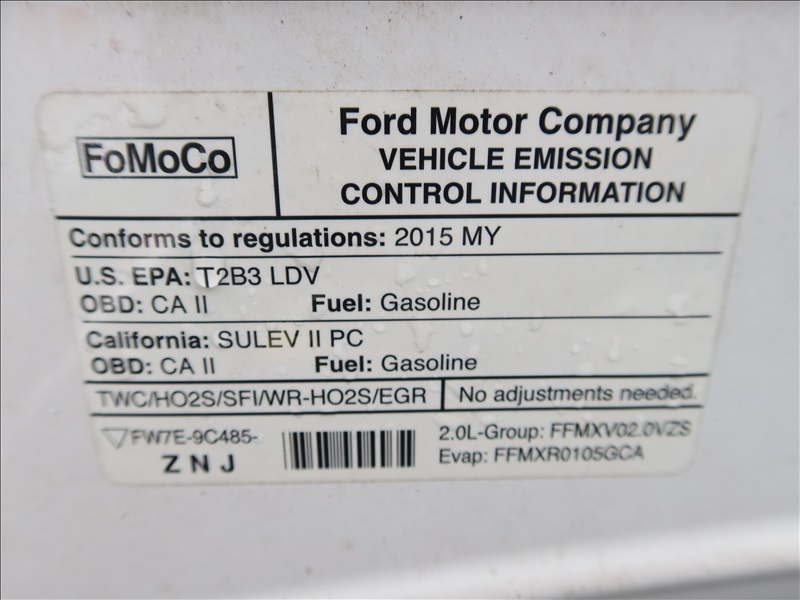 FoMoCo
Ford Motor Company
VEHICLE EMISSION
CONTROL INFORMATION
Conforms to regulations: 2015 MY
U.S. EPA: T2B3 LDV
OBD: CA II Fuel: Gasoline
California: SULEV II PC
OBD: CA II Fuel: Gasoline
TWC/HO2S/SFI/WR-HO2S/EGR No adjustments needed.
FW7E-9C485- 2.0L-Group: FFMXV02.0VZS
Z N J Evap: FFMXR0105GCA